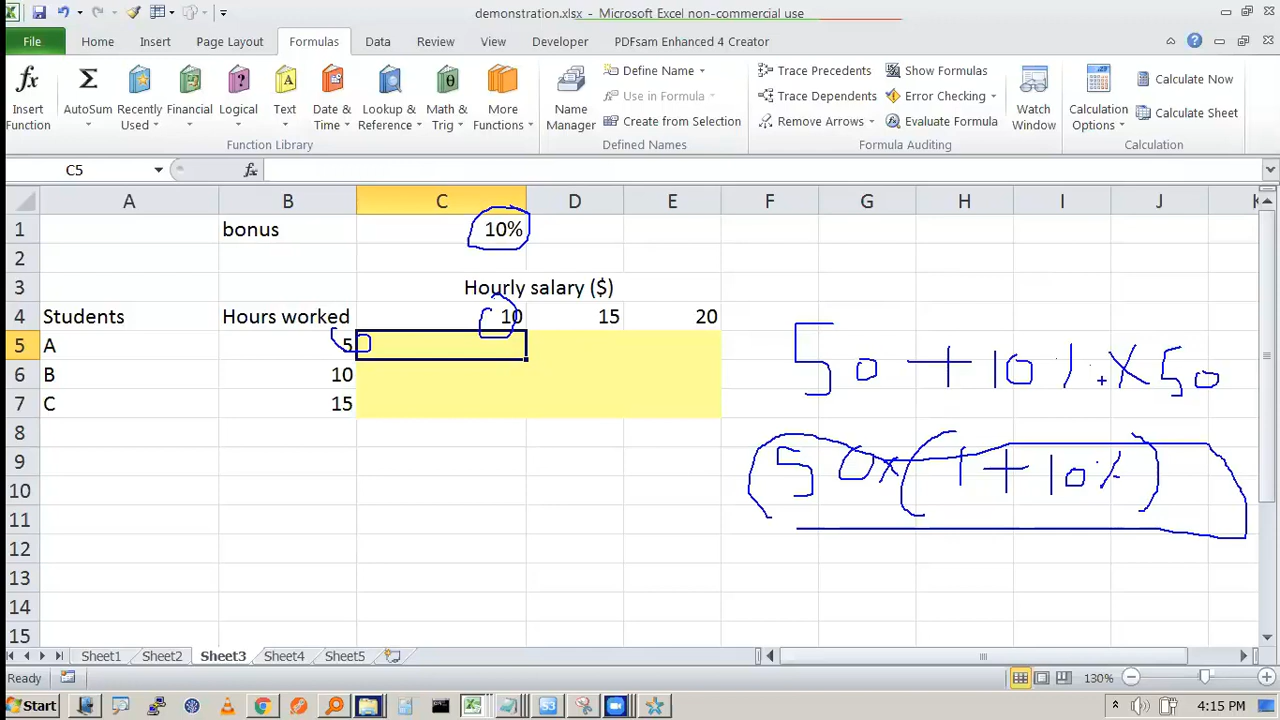 demonstration.xlsx - Microsoft Excel non-commercial use
File Home Insert Page Layout Formulas Data Review View Developer PDFsam Enhanced 4 Creator
Insert Function
AutoSum
Recently Used
Financial
Logical
Text
Date & Time
Lookup & Reference
Math & Trig
More Functions
Function Library
Name Manager
Define Name
Use in Formula
Create from Selection
Defined Names
Trace Precedents
Trace Dependents
Remove Arrows
Show Formulas
Error Checking
Evaluate Formula
Formula Auditing
Watch Window
Calculation Options
Calculate Now
Calculate Sheet
Calculation
C5 fx
A B C D E F G H I J K
1 bonus 10%
2
3 Hourly salary ($)
4 Students Hours worked 10 15 20
5 A 5
6 B 10
7 C 15
8
9
10
11
12
13
14
15
50 + 10% × 50
50×(1+10%)
Sheet1 Sheet2 Sheet3 Sheet4 Sheet5
Ready 130%
Start 4:15 PM